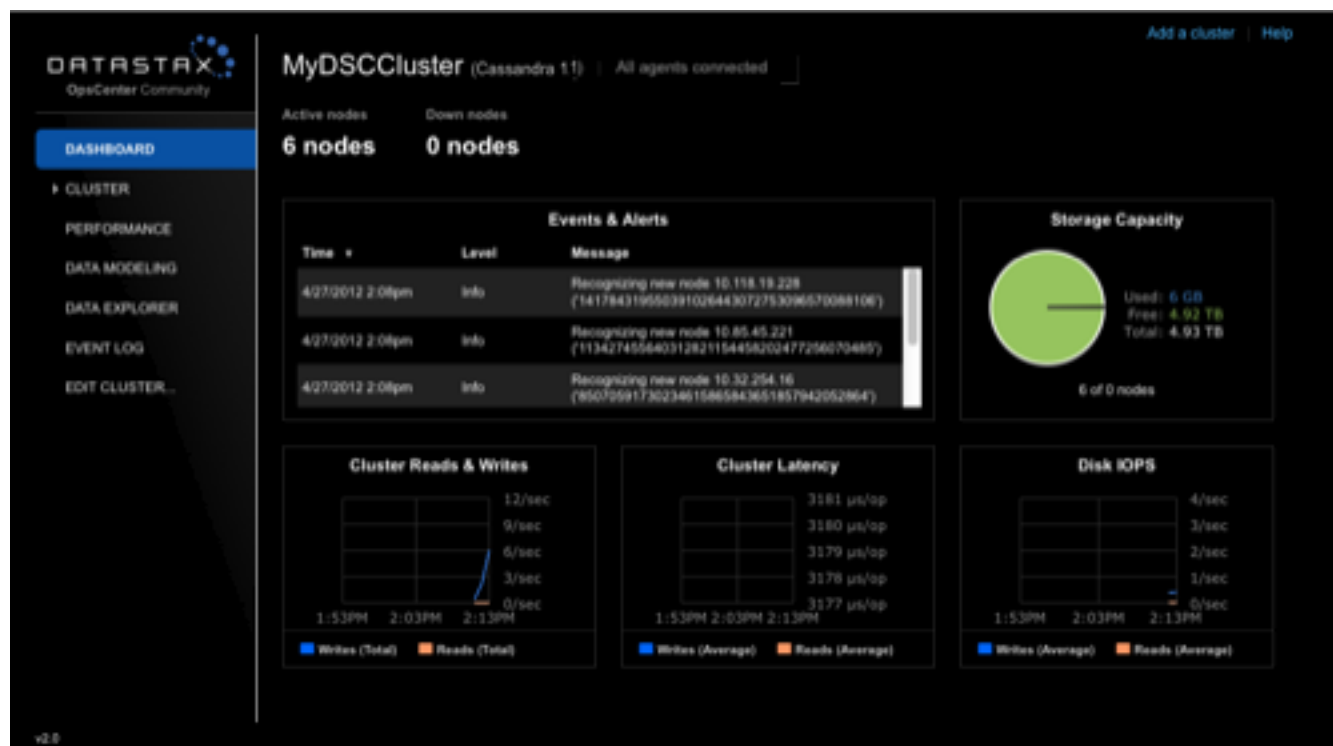 Add a cluster | Help
DATASTAX
OpsCenter Community
MyDSCCluster (Cassandra 1.1) | All agents connected
Active nodes Down nodes
6 nodes 0 nodes
DASHBOARD
CLUSTER
PERFORMANCE
DATA MODELING
DATA EXPLORER
EVENT LOG
EDIT CLUSTER...
Events & Alerts
Time Level Message
4/27/2012 2:08pm Info Recognizing new node 10.118.19.228
4/27/2012 2:08pm Info Recognizing new node 10.85.45.221
4/27/2012 2:08pm Info Recognizing new node 10.32.254.16
Storage Capacity
Used: 6 GB
Free: 4.92 TB
Total: 4.93 TB
6 of 0 nodes
Cluster Reads & Writes
12/sec
9/sec
6/sec
3/sec
0/sec
1:53PM 2:03PM 2:13PM
Writes (Total) Reads (Total)
Cluster Latency
3181 µs/op
3180 µs/op
3179 µs/op
3178 µs/op
3177 µs/op
1:53PM 2:03PM 2:13PM
Writes (Average) Reads (Average)
Disk IOPS
4/sec
3/sec
2/sec
1/sec
0/sec
1:53PM 2:03PM 2:13PM
Writes (Average) Reads (Average)
v2.0